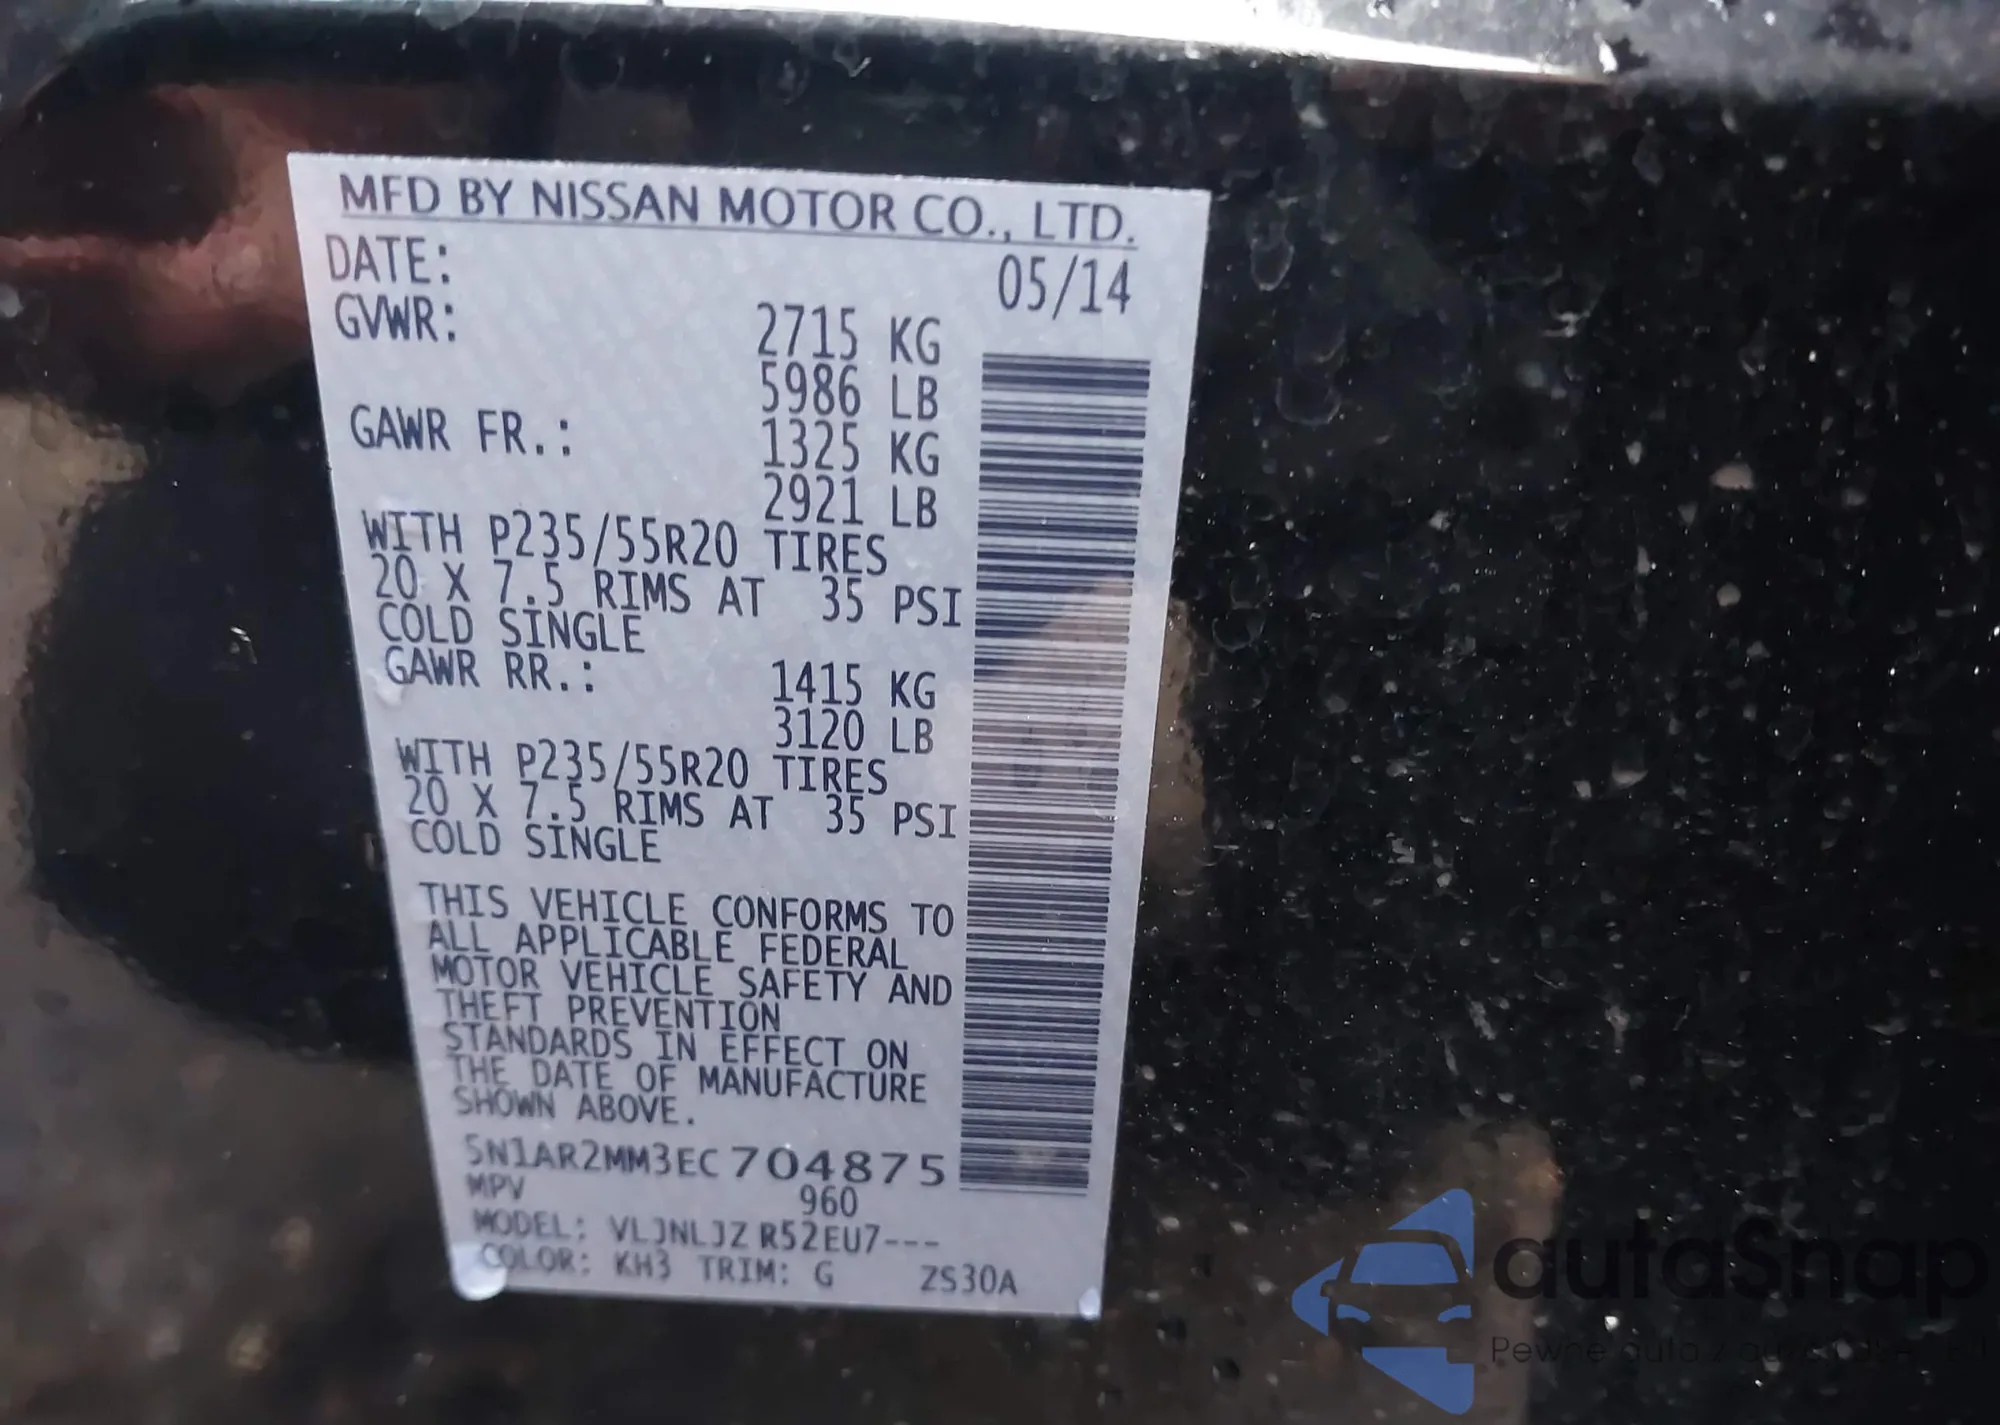 MFD BY NISSAN MOTOR CO., LTD.
DATE: 05/14
GVWR: 2715 KG
5986 LB
GAWR FR.: 1325 KG
2921 LB
WITH P235/55R20 TIRES
20 X 7.5 RIMS AT 35 PSI
COLD SINGLE
GAWR RR.: 1415 KG
3120 LB
WITH P235/55R20 TIRES
20 X 7.5 RIMS AT 35 PSI
COLD SINGLE
THIS VEHICLE CONFORMS TO
ALL APPLICABLE FEDERAL
MOTOR VEHICLE SAFETY AND
THEFT PREVENTION
STANDARDS IN EFFECT ON
THE DATE OF MANUFACTURE
SHOWN ABOVE.
5N1AR2MM3EC704875
MPV 960
MODEL: VLJNLJZ R52EU7---
COLOR: KH3 TRIM: G ZS30A
autaSnap
Pewne auta z